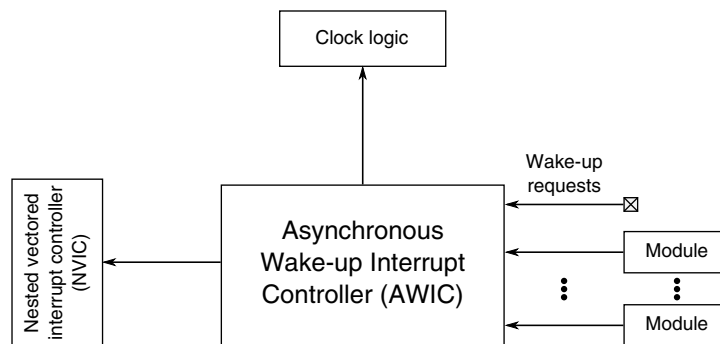 Clock logic
Wake-up
requests
Nested vectored
interrupt controller
(NVIC)
Asynchronous
Wake-up Interrupt
Controller (AWIC)
Module
Module